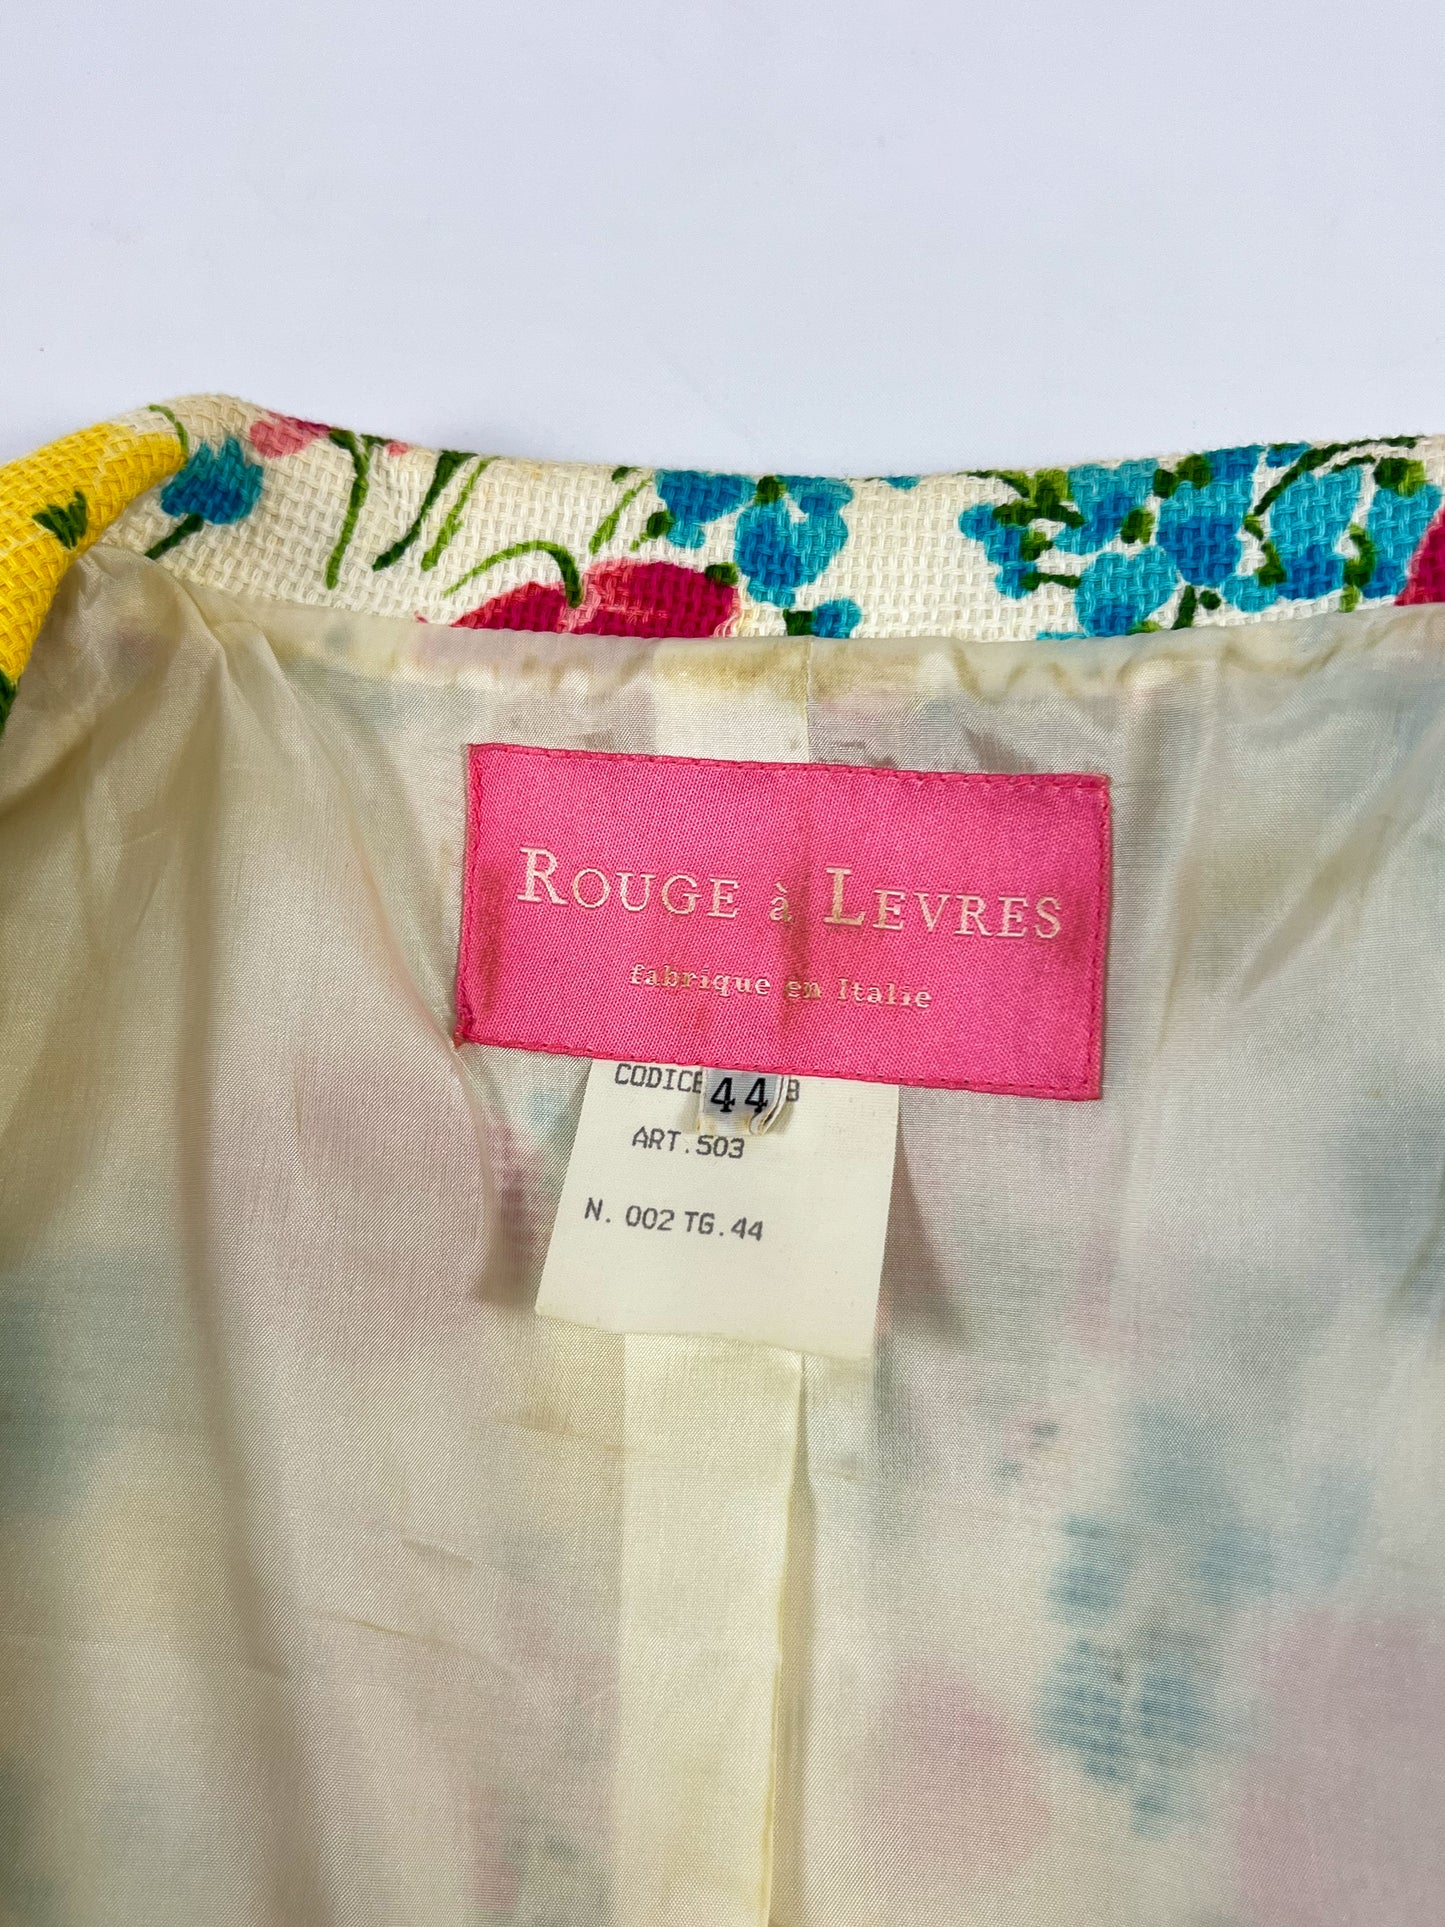 ROUGE à LEVRES
fabrique en Italie
44
CODICE
ART.503
N. 002 TG.44